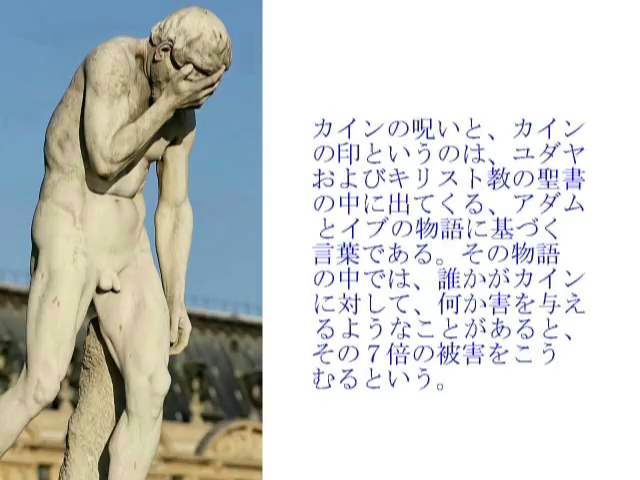 カインの呪いと、カイン
の印というのは、ユダヤ
およびキリスト教の聖書
の中に出てくる、アダム
とイブの物語に基づく
言葉である。その物語
の中では、誰かがカイン
に対して、何か害を与え
るようなことがあると、
その７倍の被害をこう
むるという。